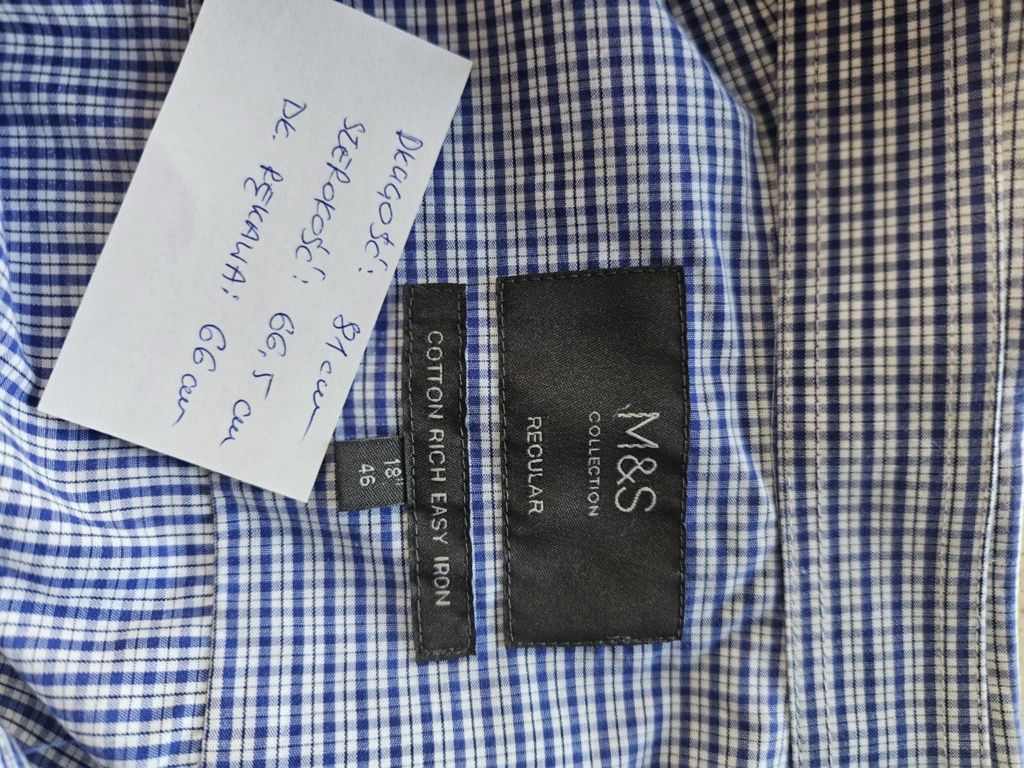 M&S
COLLECTION
REGULAR
COTTON RICH EASY IRON
18"
46
DŁUGOŚĆ: 81 cm
SZEROKOŚĆ: 66,5 cm
DŁ. RĘKAWA: 66 cm